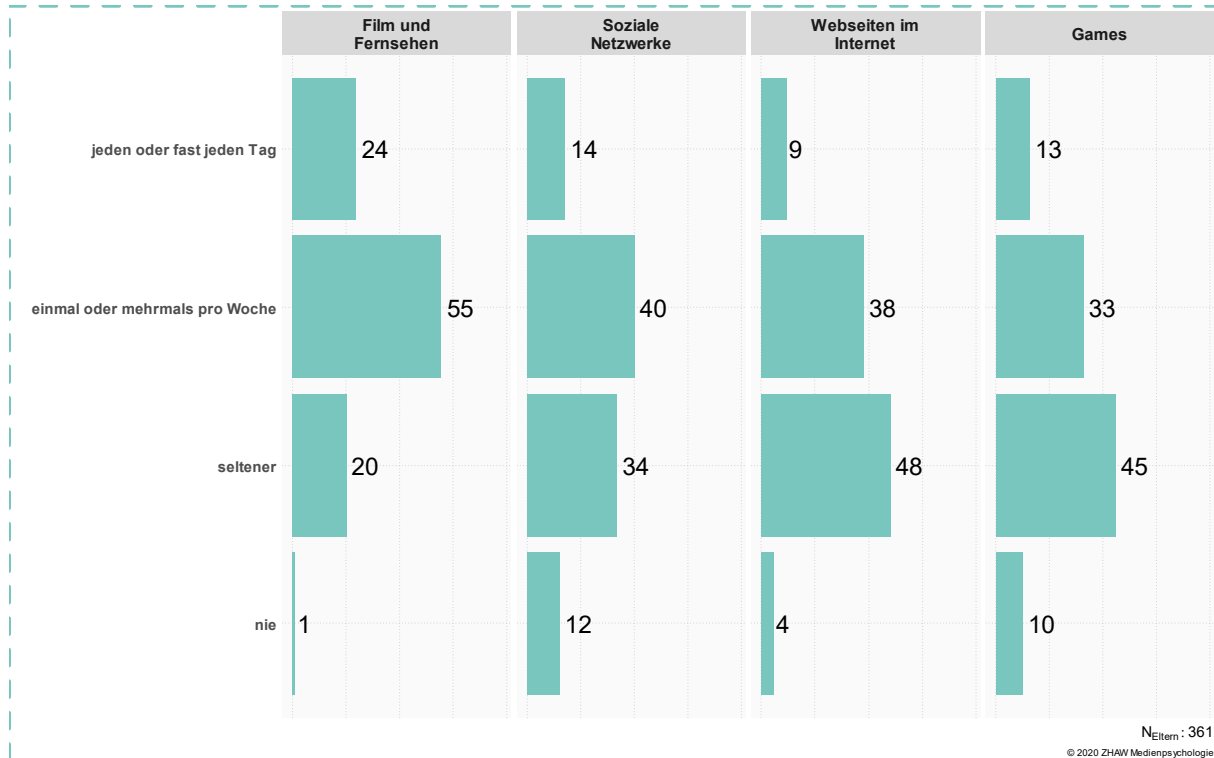 Film und
Fernsehen
Soziale
Netzwerke
Webseiten im
Internet
Games
jeden oder fast jeden Tag
24
14
9
13
einmal oder mehrmals pro Woche
55
40
38
33
seltener
20
34
48
45
nie
1
12
4
10
NEltern : 361
© 2020 ZHAW Medienpsychologie